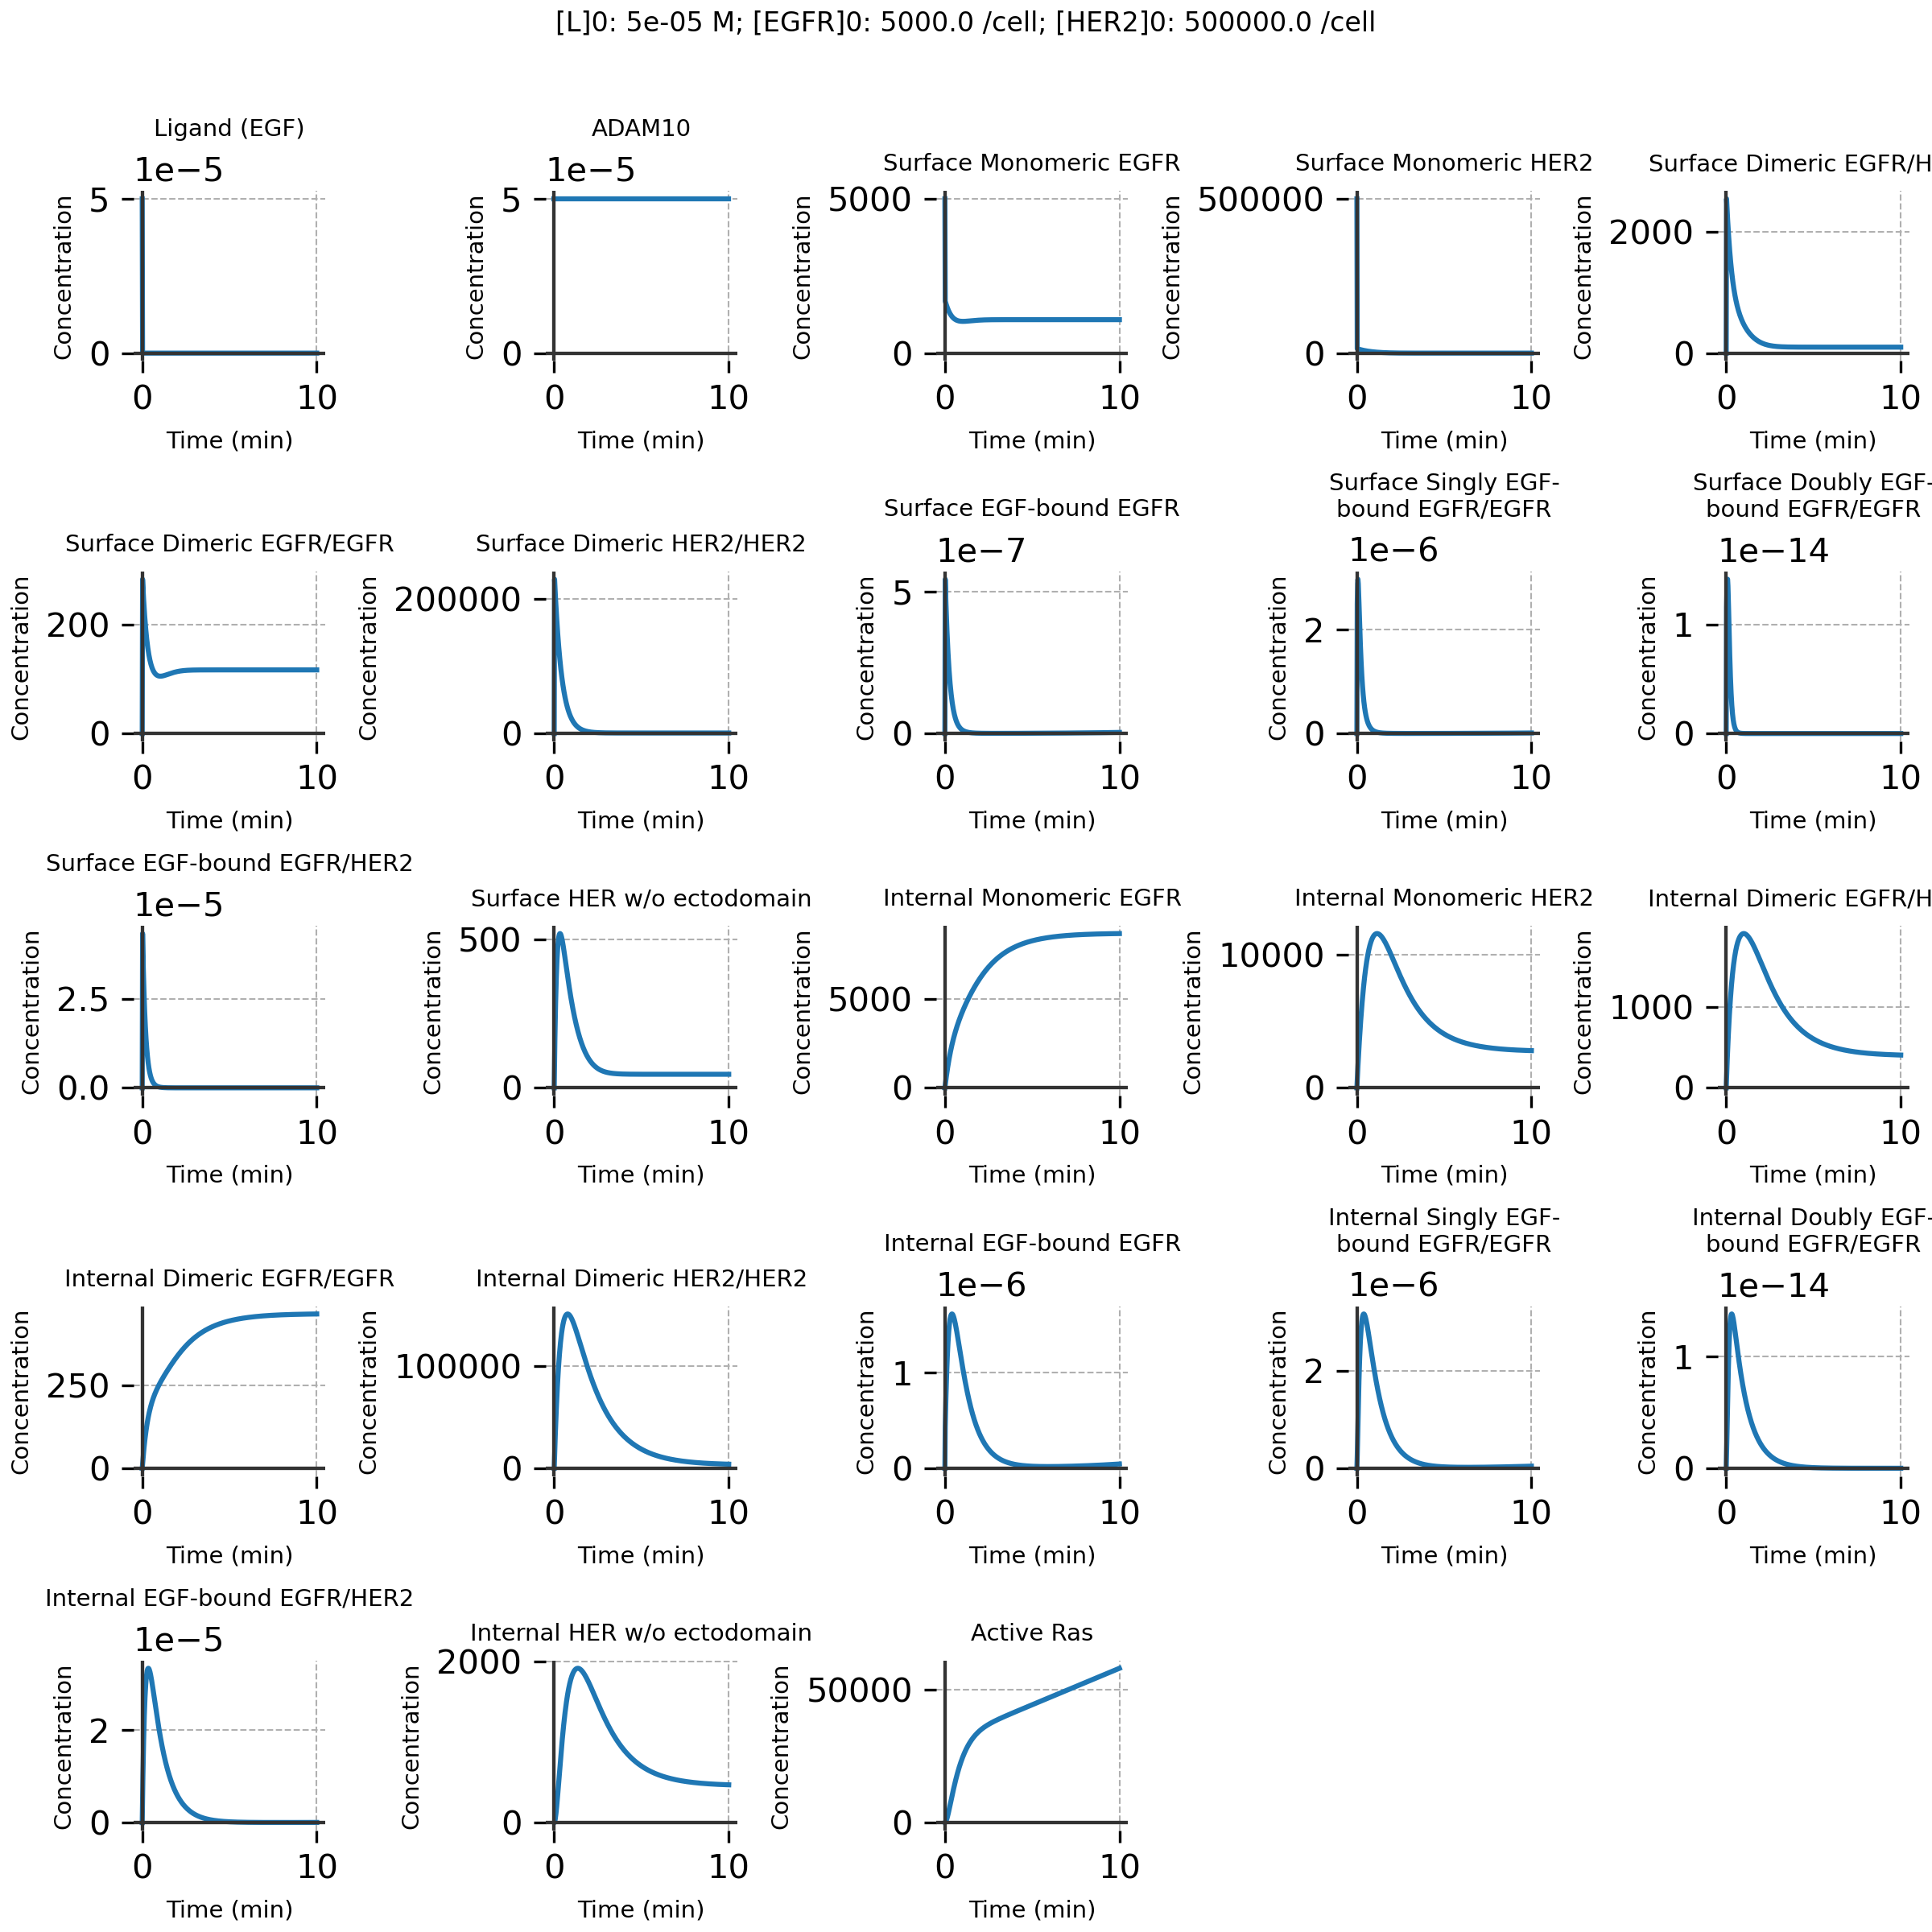 [L]0: 5e-05 M; [EGFR]0: 5000.0 /cell; [HER2]0: 500000.0 /cell
Ligand (EGF)
1e−5
Concentration
5
0
0 10
Time (min)
ADAM10
1e−5
Concentration
5
0
0 10
Time (min)
Surface Monomeric EGFR
Concentration
5000
0
0 10
Time (min)
Surface Monomeric HER2
Concentration
500000
0
0 10
Time (min)
Surface Dimeric EGFR/H
Concentration
2000
0
0 10
Time (min)
Surface Dimeric EGFR/EGFR
Concentration
200
0
0 10
Time (min)
Surface Dimeric HER2/HER2
Concentration
200000
0
0 10
Time (min)
Surface EGF-bound EGFR
1e−7
Concentration
5
0
0 10
Time (min)
Surface Singly EGF-
bound EGFR/EGFR
1e−6
Concentration
2
0
0 10
Time (min)
Surface Doubly EGF-
bound EGFR/EGFR
1e−14
Concentration
1
0
0 10
Time (min)
Surface EGF-bound EGFR/HER2
1e−5
Concentration
2.5
0.0
0 10
Time (min)
Surface HER w/o ectodomain
Concentration
500
0
0 10
Time (min)
Internal Monomeric EGFR
Concentration
5000
0
0 10
Time (min)
Internal Monomeric HER2
Concentration
10000
0
0 10
Time (min)
Internal Dimeric EGFR/H
Concentration
1000
0
0 10
Time (min)
Internal Dimeric EGFR/EGFR
Concentration
250
0
0 10
Time (min)
Internal Dimeric HER2/HER2
Concentration
100000
0
0 10
Time (min)
Internal EGF-bound EGFR
1e−6
Concentration
1
0
0 10
Time (min)
Internal Singly EGF-
bound EGFR/EGFR
1e−6
Concentration
2
0
0 10
Time (min)
Internal Doubly EGF-
bound EGFR/EGFR
1e−14
Concentration
1
0
0 10
Time (min)
Internal EGF-bound EGFR/HER2
1e−5
Concentration
2
0
0 10
Time (min)
Internal HER w/o ectodomain
Concentration
2000
0
0 10
Time (min)
Active Ras
Concentration
50000
0
0 10
Time (min)